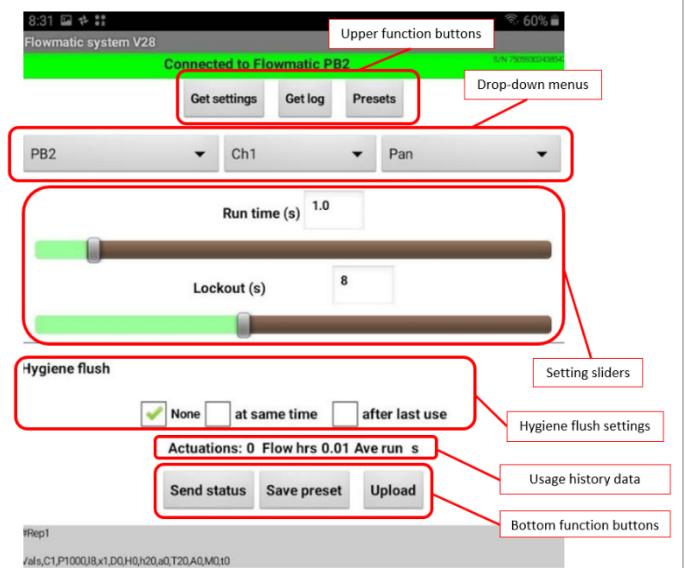 8:31 60%
Flowmatic system V28
Upper function buttons
Connected to Flowmatic PB2
Drop-down menus
Get settings Get log Presets
PB2 Ch1 Pan
Run time (s) 1.0
Lockout (s) 8
Setting sliders
Hygiene flush
None at same time after last use
Hygiene flush settings
Actuations: 0 Flow hrs 0.01 Ave run s
Usage history data
Send status Save preset Upload
Bottom function buttons
#Rep1
Vals,C1,P1000,I8,x1,D0,H0,h20,a0,T20,A0,M0,t0